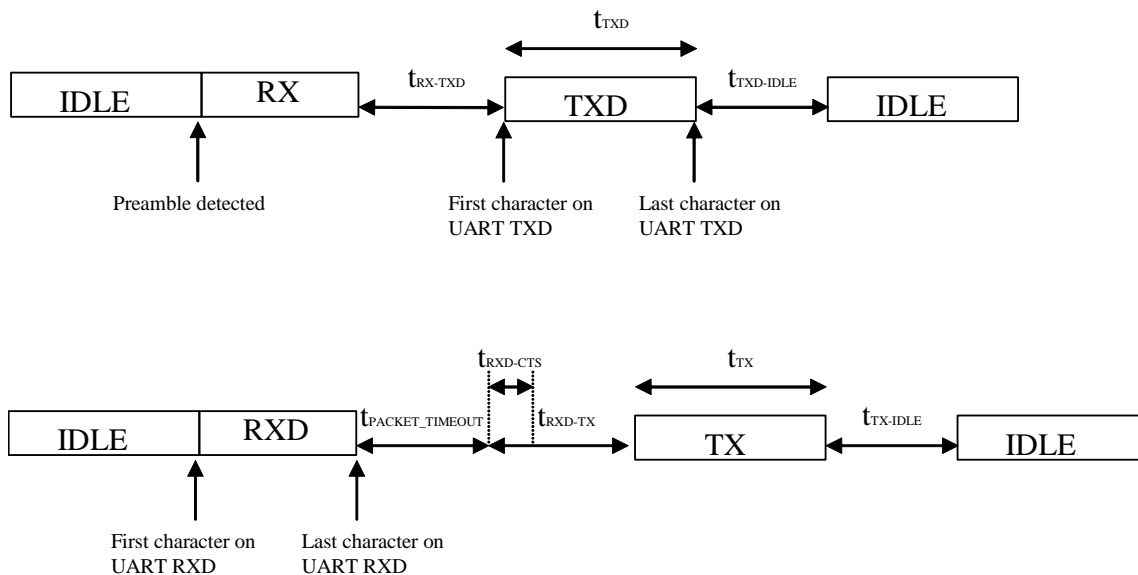 tTXD
IDLE RX tRX-TXD TXD tTXD-IDLE IDLE
Preamble detected
First character on
UART TXD
Last character on
UART TXD
tRXD-CTS
tTX
IDLE RXD tPACKET_TIMEOUT tRXD-TX TX tTX-IDLE IDLE
First character on
UART RXD
Last character on
UART RXD